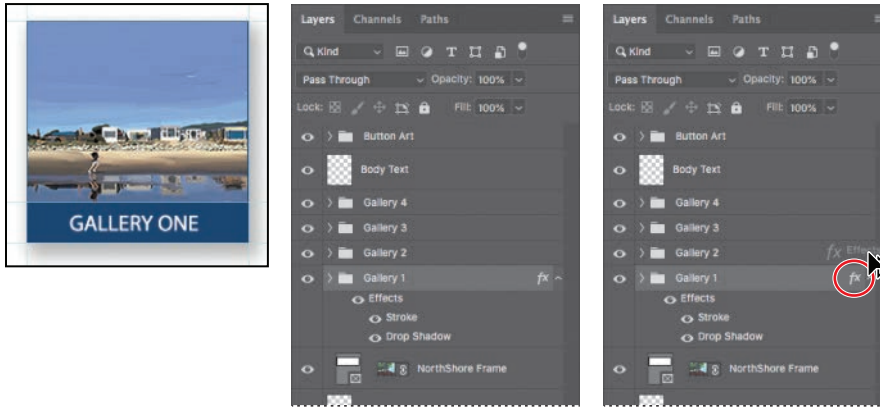 GALLERY ONE
Layers Channels Paths
Kind T
Pass Through Opacity: 100%
Lock: Fill: 100%
Button Art
Body Text
Gallery 4
Gallery 3
Gallery 2
Gallery 1 fx
Effects
Stroke
Drop Shadow
NorthShore Frame
Layers Channels Paths
Kind T
Pass Through Opacity: 100%
Lock: Fill: 100%
Button Art
Body Text
Gallery 4
Gallery 3
Gallery 2 fx Effects
Gallery 1 fx
Effects
Stroke
Drop Shadow
NorthShore Frame